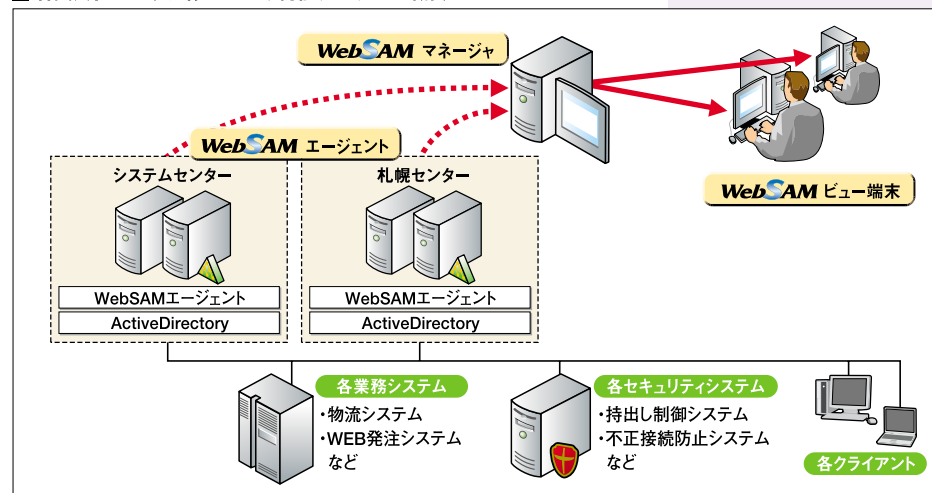 WebSAM マネージャ
WebSAM エージェント
システムセンター
札幌センター
WebSAM ビュー端末
WebSAMエージェント
ActiveDirectory
WebSAMエージェント
ActiveDirectory
各業務システム
・物流システム
・WEB発注システム
など
各セキュリティシステム
・持出し制御システム
・不正接続防止システム
など
各クライアント